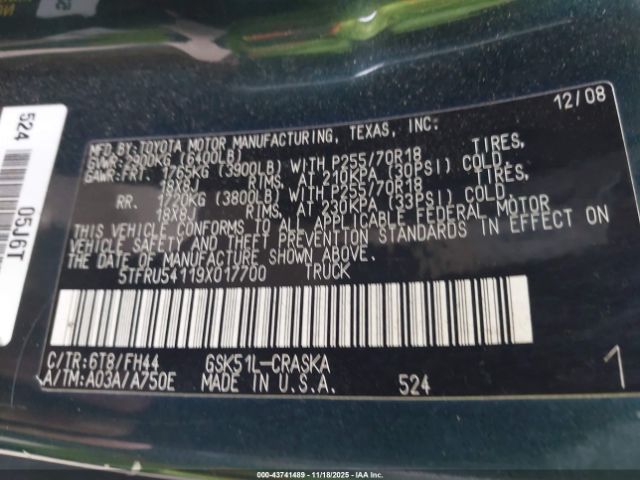 12/08
MFD BY: TOYOTA MOTOR MANUFACTURING, TEXAS, INC.
GVWR: 2900KG (6400LB)
GAWR: FRT. 1765KG (3900LB) WITH P255/70R18 TIRES,
18X8J RIMS, AT 210KPA (30PSI) COLD.
RR. 1720KG (3800LB) WITH P255/70R18 TIRES,
18X8J RIMS, AT 230KPA (33PSI) COLD.
THIS VEHICLE CONFORMS TO ALL APPLICABLE FEDERAL MOTOR
VEHICLE SAFETY AND THEFT PREVENTION STANDARDS IN EFFECT ON
THE DATE OF MANUFACTURE SHOWN ABOVE.
5TFRU54119X017700 TRUCK
C/TR: 6T8/FH44 GSK51L-CRASKA
A/TM: A03A/A750E MADE IN U.S.A. 524
1
524 05J6T
00-43741489 - 11/18/2025 - IAA Inc. Copyright